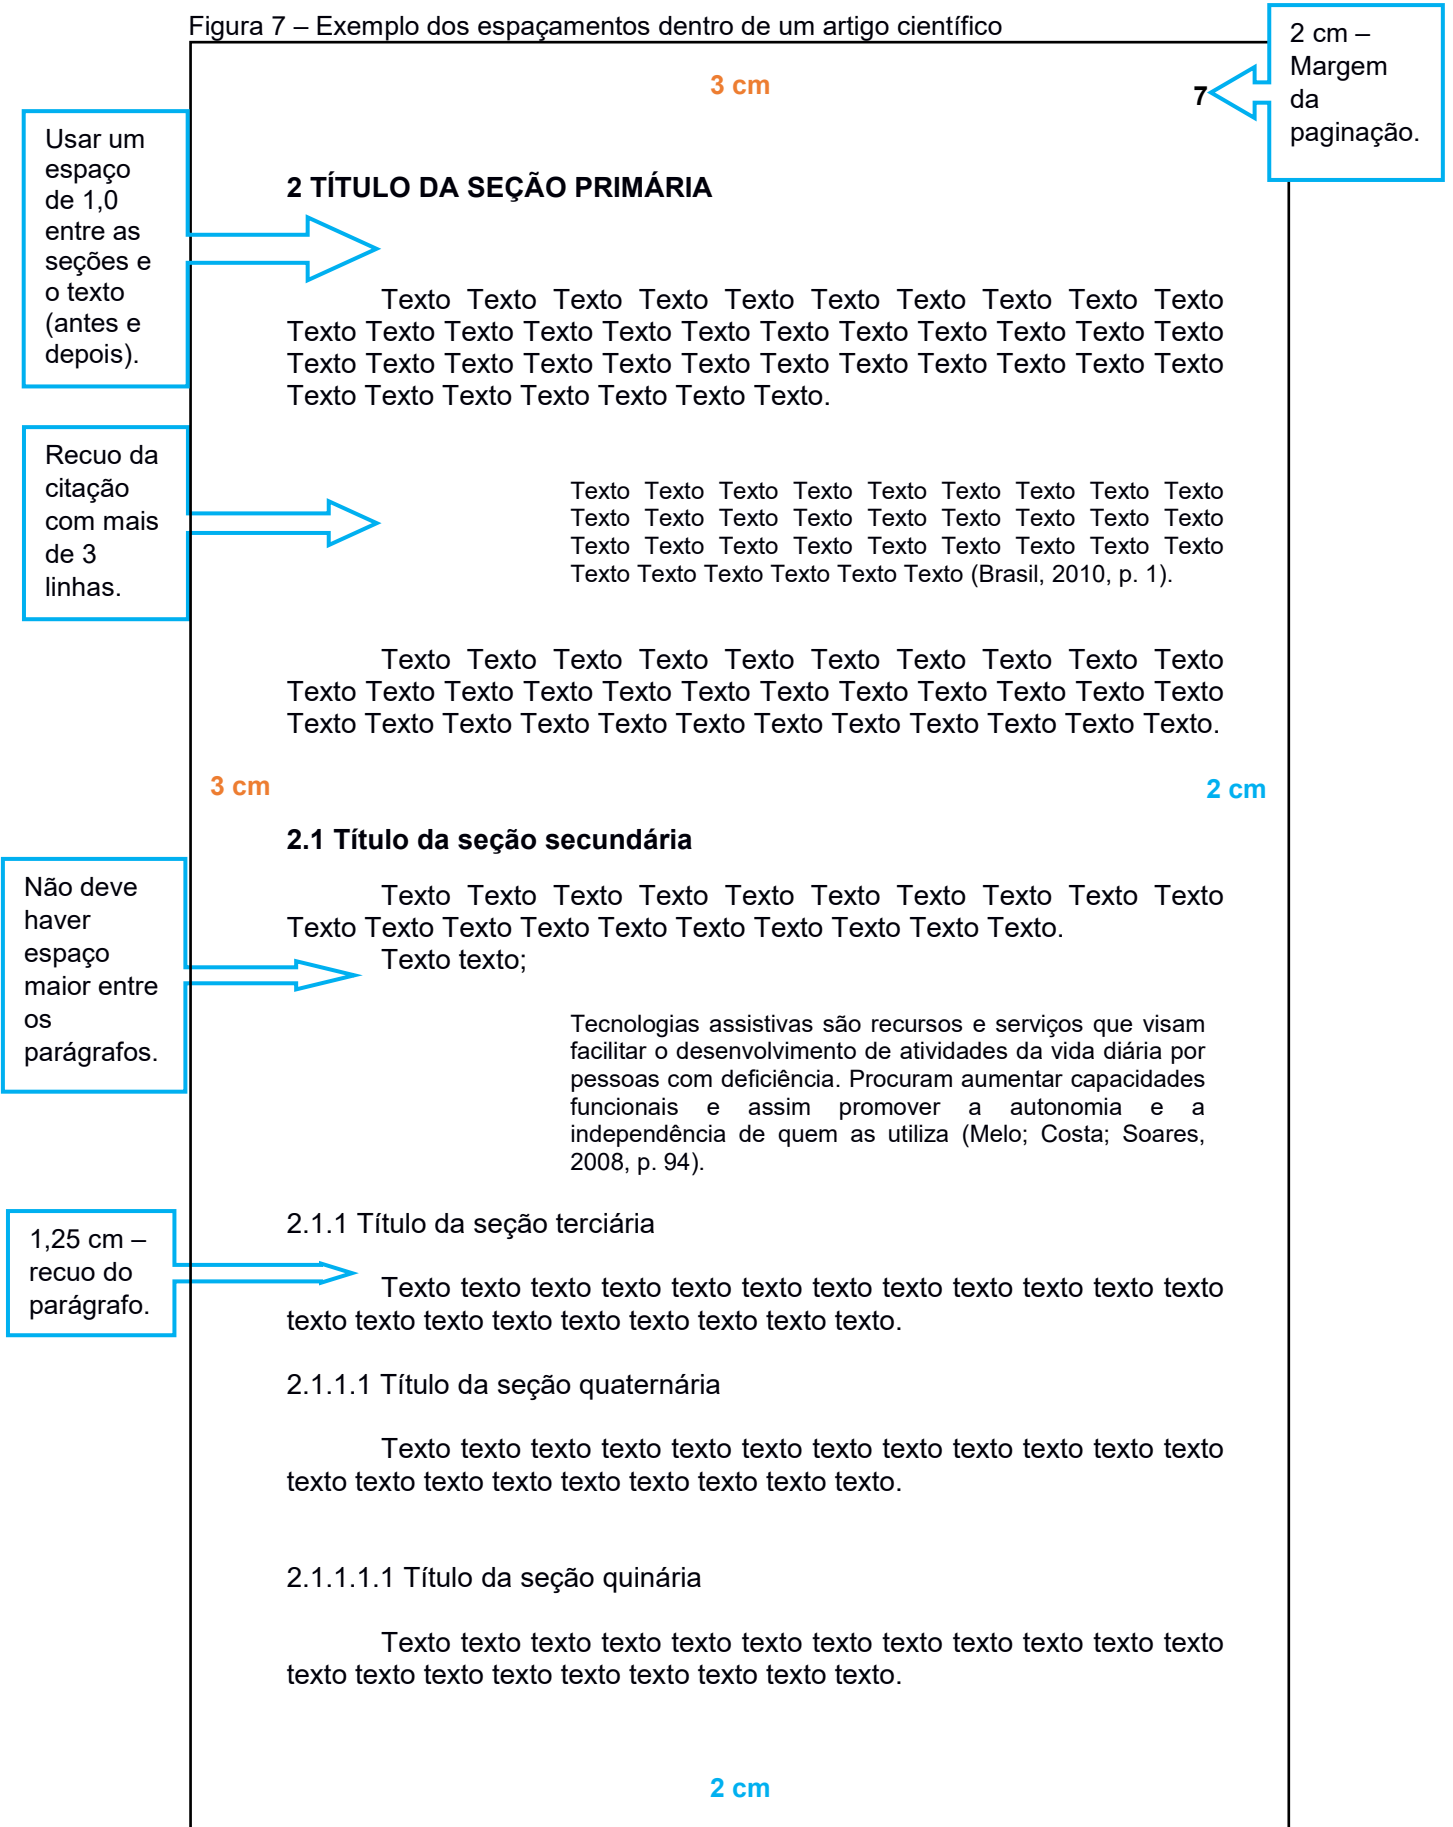 Figura 7 – Exemplo dos espaçamentos dentro de um artigo científico
2 cm –
Margem
da
paginação.
3 cm
7
Usar um
espaço
de 1,0
entre as
seções e
o texto
(antes e
depois).
2 TÍTULO DA SEÇÃO PRIMÁRIA
Texto Texto Texto Texto Texto Texto Texto Texto Texto Texto
Texto Texto Texto Texto Texto Texto Texto Texto Texto Texto Texto Texto
Texto Texto Texto Texto Texto Texto Texto Texto Texto Texto Texto Texto
Texto Texto Texto Texto Texto Texto Texto.
Recuo da
citação
com mais
de 3
linhas.
Texto Texto Texto Texto Texto Texto Texto Texto Texto
Texto Texto Texto Texto Texto Texto Texto Texto Texto
Texto Texto Texto Texto Texto Texto Texto Texto Texto
Texto Texto Texto Texto Texto Texto (Brasil, 2010, p. 1).
Texto Texto Texto Texto Texto Texto Texto Texto Texto Texto
Texto Texto Texto Texto Texto Texto Texto Texto Texto Texto Texto Texto
Texto Texto Texto Texto Texto Texto Texto Texto Texto Texto Texto Texto.
3 cm
2 cm
2.1 Título da seção secundária
Não deve
haver
espaço
maior entre
os
parágrafos.
Texto Texto Texto Texto Texto Texto Texto Texto Texto Texto
Texto Texto Texto Texto Texto Texto Texto Texto Texto Texto.
Texto texto;
Tecnologias assistivas são recursos e serviços que visam
facilitar o desenvolvimento de atividades da vida diária por
pessoas com deficiência. Procuram aumentar capacidades
funcionais e assim promover a autonomia e a
independência de quem as utiliza (Melo; Costa; Soares,
2008, p. 94).
2.1.1 Título da seção terciária
1,25 cm –
recuo do
parágrafo.
Texto texto texto texto texto texto texto texto texto texto texto texto
texto texto texto texto texto texto texto texto texto.
2.1.1.1 Título da seção quaternária
Texto texto texto texto texto texto texto texto texto texto texto texto
texto texto texto texto texto texto texto texto texto.
2.1.1.1.1 Título da seção quinária
Texto texto texto texto texto texto texto texto texto texto texto texto
texto texto texto texto texto texto texto texto texto.
2 cm